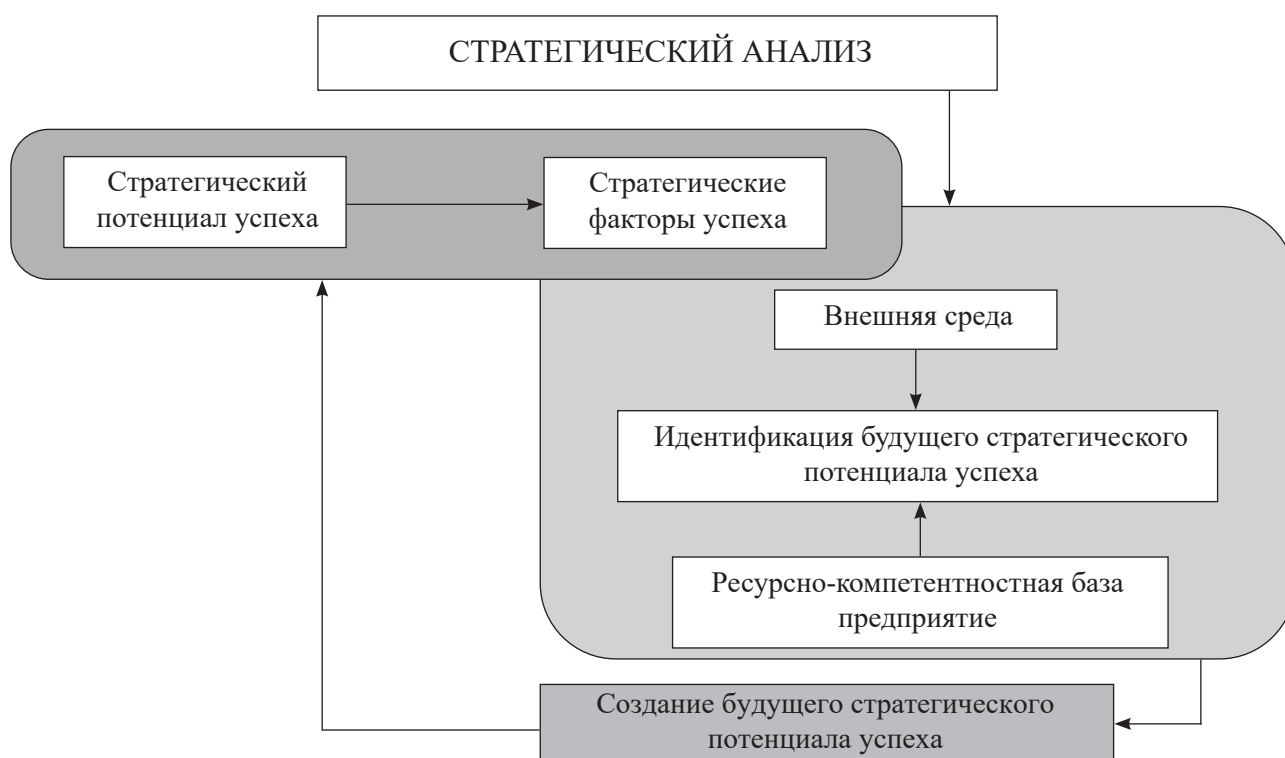 СТРАТЕГИЧЕСКИЙ АНАЛИЗ
Стратегический
потенциал успеха
Стратегические
факторы успеха
Внешняя среда
Идентификация будущего стратегического
потенциала успеха
Ресурсно-компетентностная база
предприятие
Создание будущего стратегического
потенциала успеха